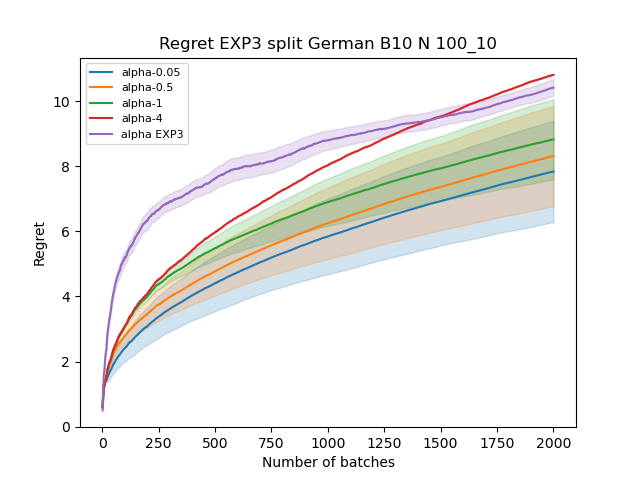 Regret EXP3 split German B10 N 100_10
alpha-0.05
alpha-0.5
alpha-1
alpha-4
alpha EXP3
Regret
10
8
6
4
2
0
0 250 500 750 1000 1250 1500 1750 2000
Number of batches